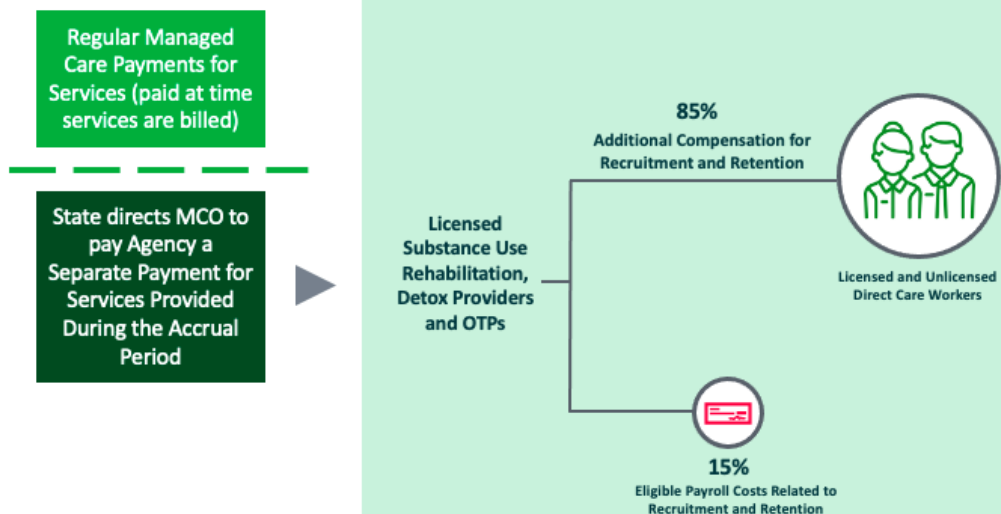 Regular Managed
Care Payments for
Services (paid at time
services are billed)
State directs MCO to
pay Agency a
Separate Payment for
Services Provided
During the Accrual
Period
Licensed
Substance Use
Rehabilitation,
Detox Providers
and OTPs
85%
Additional Compensation for
Recruitment and Retention
Licensed and Unlicensed
Direct Care Workers
15%
Eligible Payroll Costs Related to
Recruitment and Retention